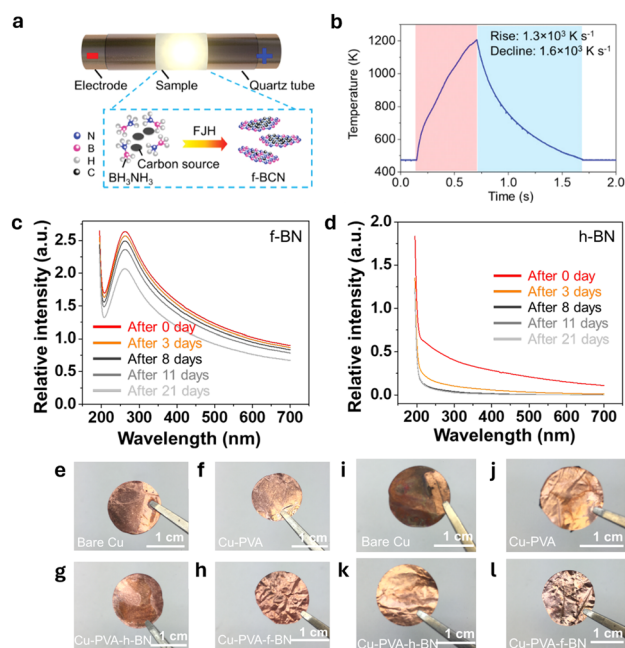 a
Electrode
Sample
Quartz tube
N
B
H
C
FJH
Carbon source
BH3NH3
f-BCN
b
Rise: 1.3×10³ K s⁻¹
Decline: 1.6×10³ K s⁻¹
Temperature (K)
1200
1000
800
600
400
0.0 0.5 1.0 1.5 2.0
Time (s)
c
f-BN
Relative intensity (a.u.)
2.5
2.0
1.5
1.0
0.5
0.0
After 0 day
After 3 days
After 8 days
After 11 days
After 21 days
200 300 400 500 600 700
Wavelength (nm)
d
h-BN
Relative intensity (a.u.)
2.0
1.5
1.0
0.5
0.0
After 0 day
After 3 days
After 8 days
After 11 days
After 21 days
200 300 400 500 600 700
Wavelength (nm)
e
Bare Cu
1 cm
f
Cu-PVA
1 cm
i
Bare Cu
1 cm
j
Cu-PVA
1 cm
g
Cu-PVA-h-BN
1 cm
h
Cu-PVA-f-BN
1 cm
k
Cu-PVA-h-BN
1 cm
l
Cu-PVA-f-BN
1 cm